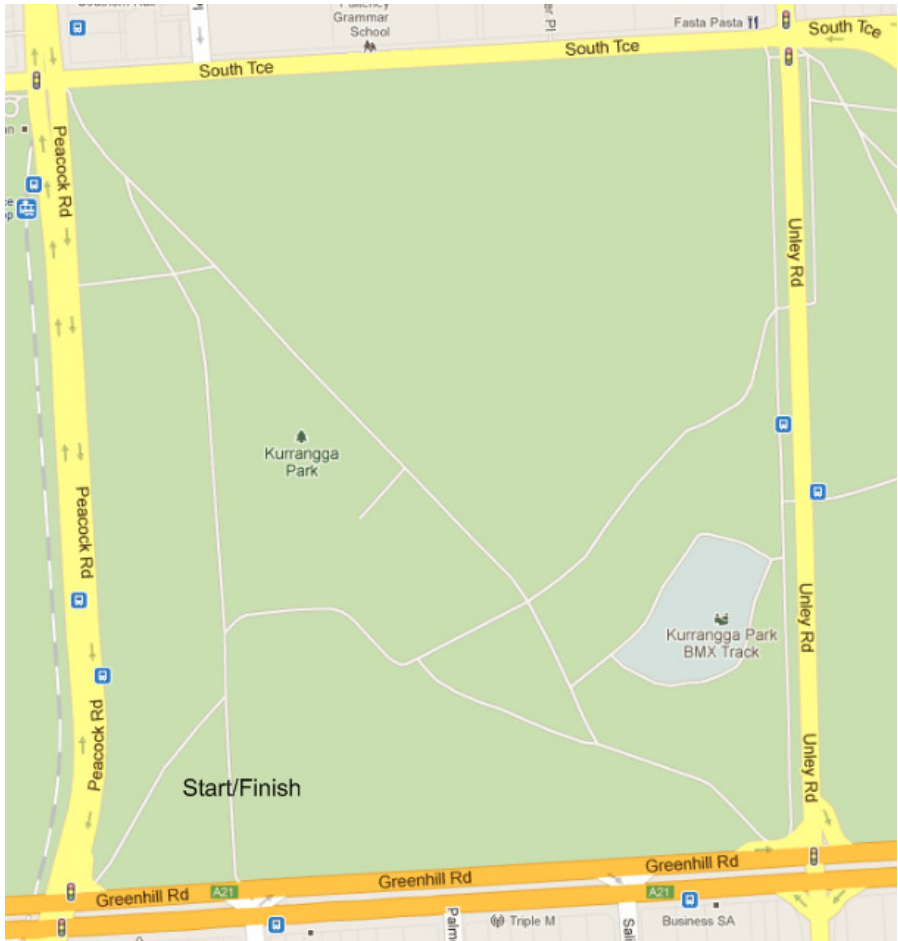 Grammar
School
Fasta Pasta
South Tce
South Tce
South Tce
Peacock Rd
Unley Rd
Kurrangga
Park
Peacock Rd
Unley Rd
Kurrangga Park
BMX Track
Peacock Rd
Unley Rd
Start/Finish
Greenhill Rd
Greenhill Rd
Greenhill Rd
A21
A21
Triple M
Business SA